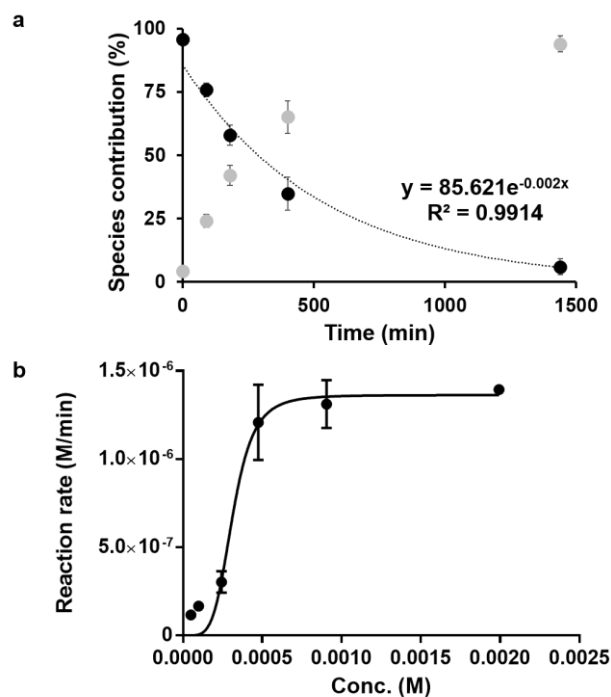 a
Species contribution (%)
100
75
50
25
0
y = 85.621e^-0.002x
R² = 0.9914
0 500 1000 1500
Time (min)
b
Reaction rate (M/min)
1.5×10^-6
1.0×10^-6
5.0×10^-7
0
0.0000 0.0005 0.0010 0.0015 0.0020 0.0025
Conc. (M)